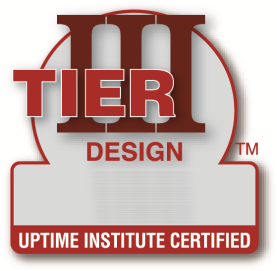 III
TIER
DESIGN
TM
UPTIME INSTITUTE CERTIFIED